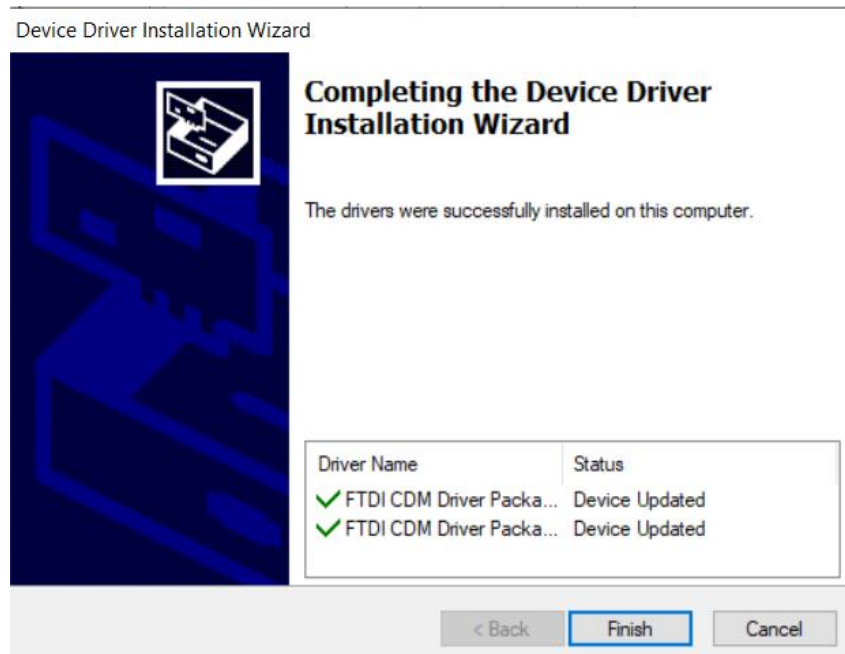 Device Driver Installation Wizard
Completing the Device Driver
Installation Wizard
The drivers were successfully installed on this computer.
Driver Name Status
FTDI CDM Driver Packa... Device Updated
FTDI CDM Driver Packa... Device Updated
< Back Finish Cancel